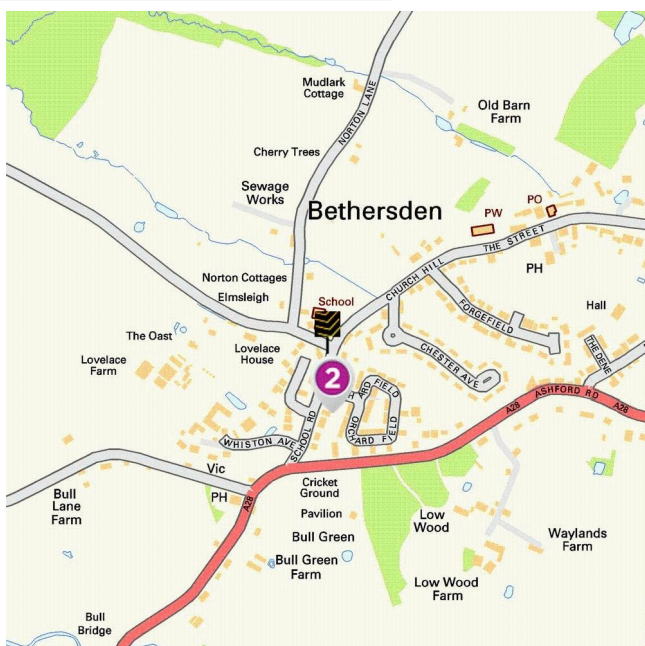 Mudlark
Cottage
NORTON LANE
Old Barn
Farm
Cherry Trees
Sewage
Works
Bethersden
PW
PO
THE STREET
CHURCH HILL
PH
Norton Cottages
Elmsleigh
School
FORGEFIELD
Hall
The Oast
Lovelace
House
Lovelace
Farm
CHESTER AVE
THE DENE
2
ARD FIELD
ORCHARD FIELD
A28
ASHFORD RD
A28
WHISTON AVE
SCHOOL RD
Vic
PH
A28
Bull
Lane
Farm
Cricket
Ground
Pavilion
Bull Green
Bull Green
Farm
Low
Wood
Waylands
Farm
Low Wood
Farm
Bull
Bridge